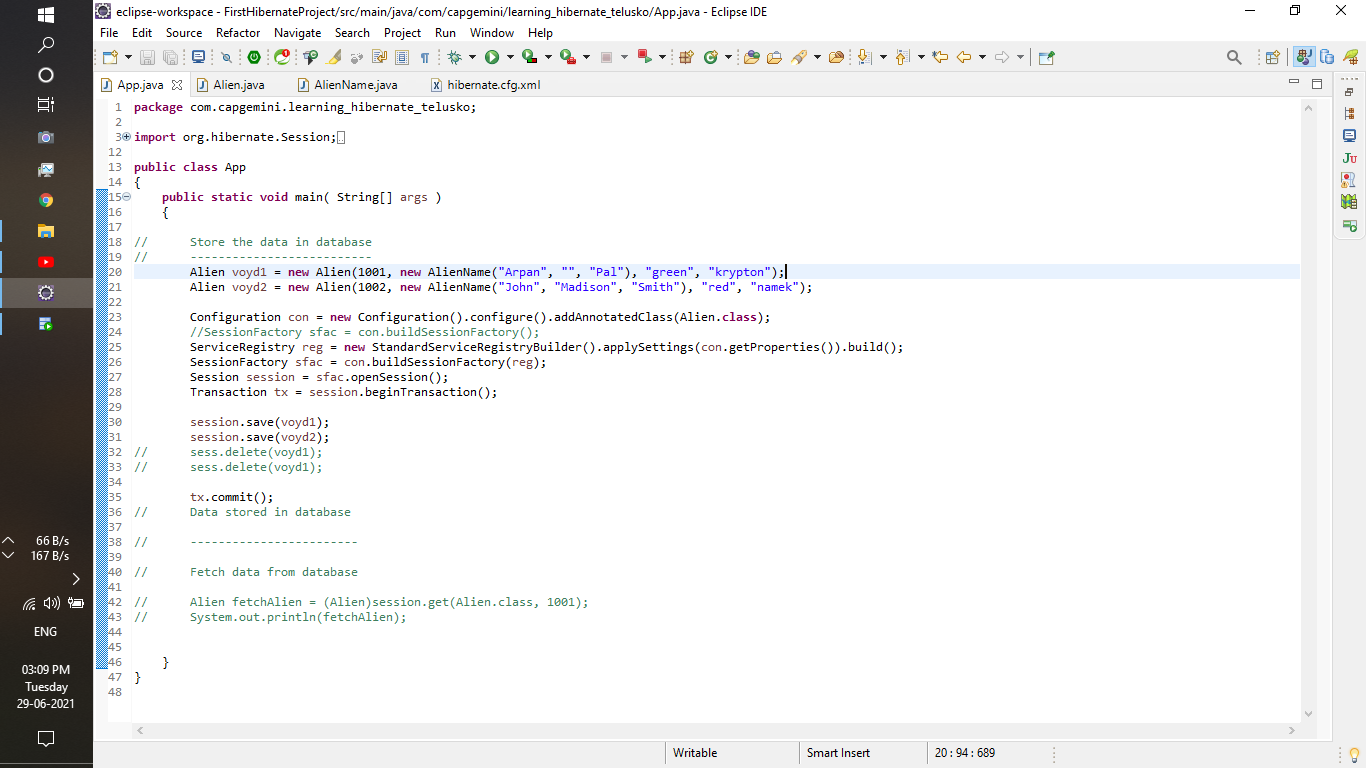 eclipse-workspace - FirstHibernateProject/src/main/java/com/capgemini/learning_hibernate_telusko/App.java - Eclipse IDE
File Edit Source Refactor Navigate Search Project Run Window Help
App.java Alien.java AlienName.java hibernate.cfg.xml
1 package com.capgemini.learning_hibernate_telusko;
2
3 import org.hibernate.Session;
12
13 public class App
14 {
15 public static void main( String[] args )
16 {
17
18 // Store the data in database
19 // --------------------------
20 Alien voyd1 = new Alien(1001, new AlienName("Arpan", "", "Pal"), "green", "krypton");
21 Alien voyd2 = new Alien(1002, new AlienName("John", "Madison", "Smith"), "red", "namek");
22
23 Configuration con = new Configuration().configure().addAnnotatedClass(Alien.class);
24 //SessionFactory sfac = con.buildSessionFactory();
25 ServiceRegistry reg = new StandardServiceRegistryBuilder().applySettings(con.getProperties()).build();
26 SessionFactory sfac = con.buildSessionFactory(reg);
27 Session session = sfac.openSession();
28 Transaction tx = session.beginTransaction();
29
30 session.save(voyd1);
31 session.save(voyd2);
32 // sess.delete(voyd1);
33 // sess.delete(voyd1);
34
35 tx.commit();
36 // Data stored in database
37
38 // ------------------------
39
40 // Fetch data from database
41
42 // Alien fetchAlien = (Alien)session.get(Alien.class, 1001);
43 // System.out.println(fetchAlien);
44
45
46 }
47 }
48
Writable Smart Insert 20 : 94 : 689
66 B/s
167 B/s
ENG
03:09 PM
Tuesday
29-06-2021